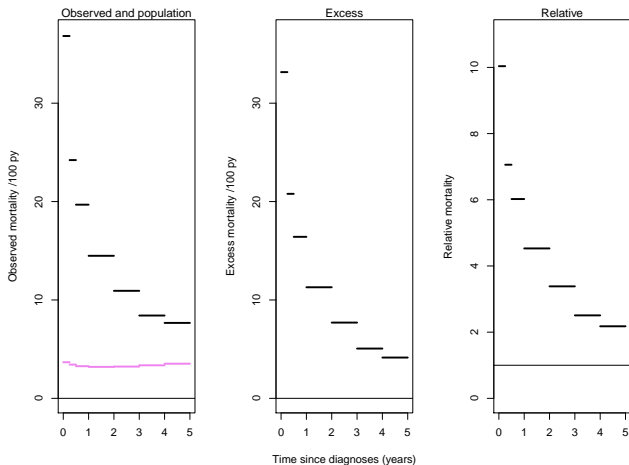 Observed and population
Observed mortality /100 py
30
20
10
0
0 1 2 3 4 5
Excess
Excess mortality /100 py
30
20
10
0
0 1 2 3 4 5
Relative
Relative mortality
10
8
6
4
2
0
0 1 2 3 4 5
Time since diagnoses (years)